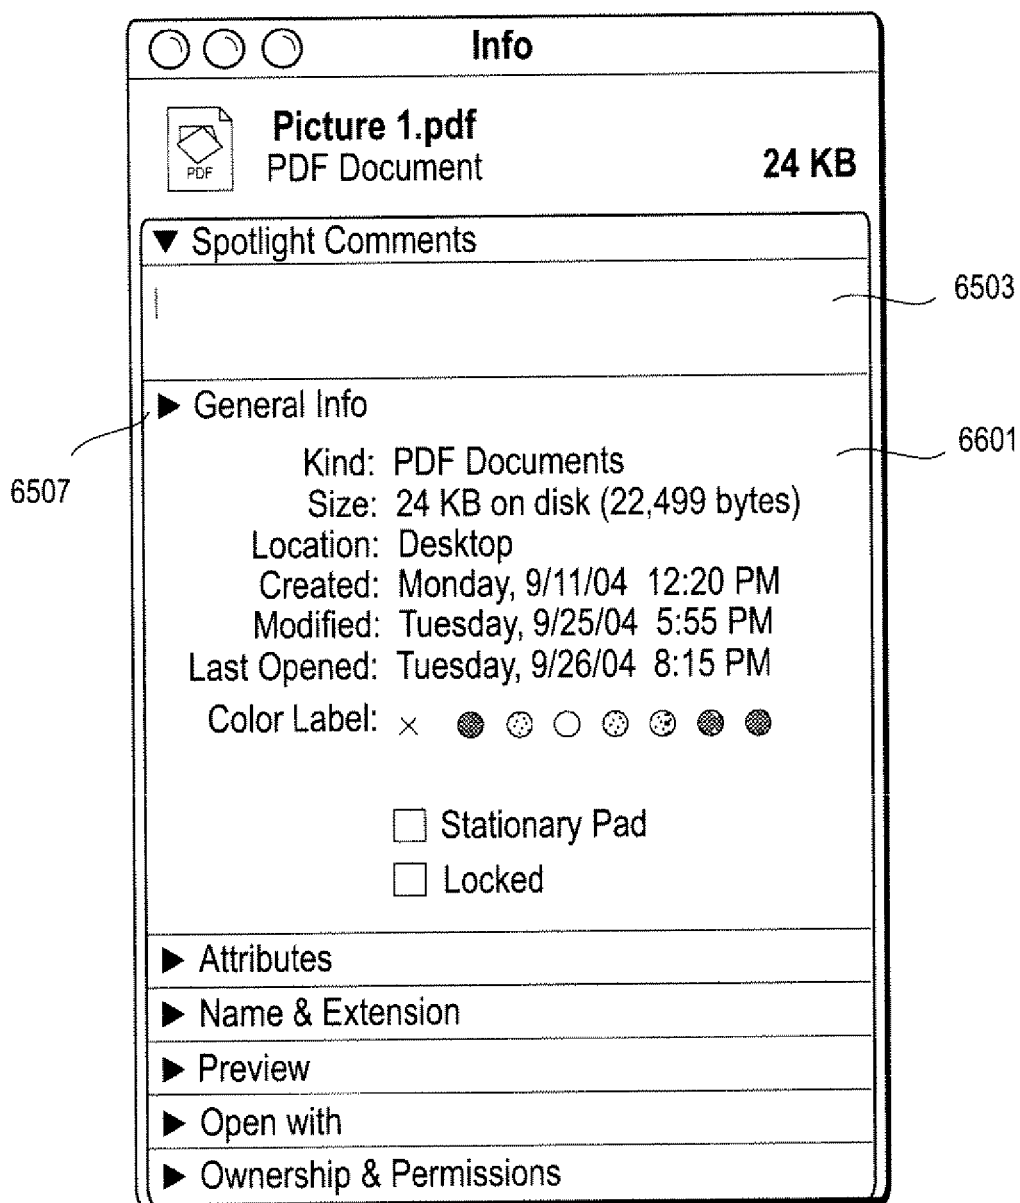 Info
Picture 1.pdf
PDF
PDF Document
24 KB
Spotlight Comments
6503
General Info
6507
6601
Kind: PDF Documents
Size: 24 KB on disk (22,499 bytes)
Location: Desktop
Created: Monday, 9/11/04 12:20 PM
Modified: Tuesday, 9/25/04 5:55 PM
Last Opened: Tuesday, 9/26/04 8:15 PM
Color Label: ×
Stationary Pad
Locked
Attributes
Name & Extension
Preview
Open with
Ownership & Permissions